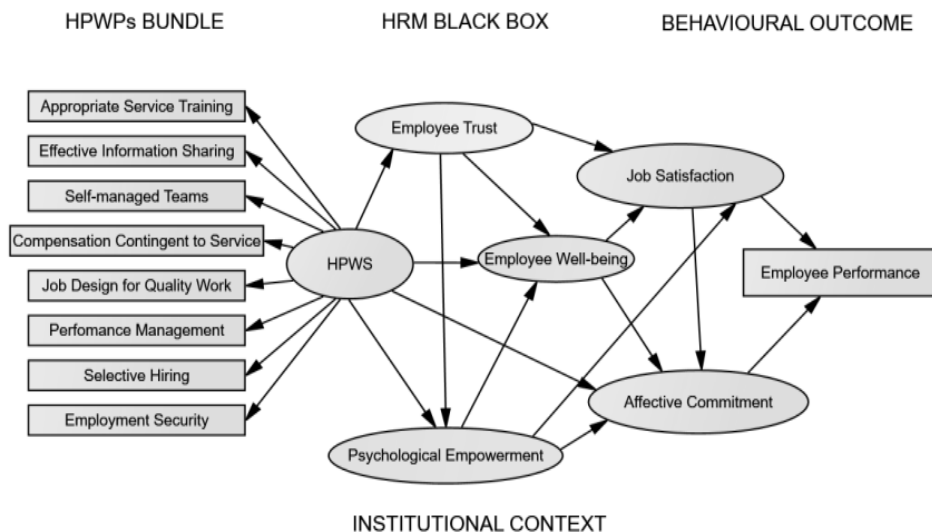 HPWPs BUNDLE
HRM BLACK BOX
BEHAVIOURAL OUTCOME
Appropriate Service Training
Effective Information Sharing
Self-managed Teams
Compensation Contingent to Service
Job Design for Quality Work
Perfomance Management
Selective Hiring
Employment Security
HPWS
Employee Trust
Employee Well-being
Psychological Empowerment
Job Satisfaction
Affective Commitment
Employee Performance
INSTITUTIONAL CONTEXT